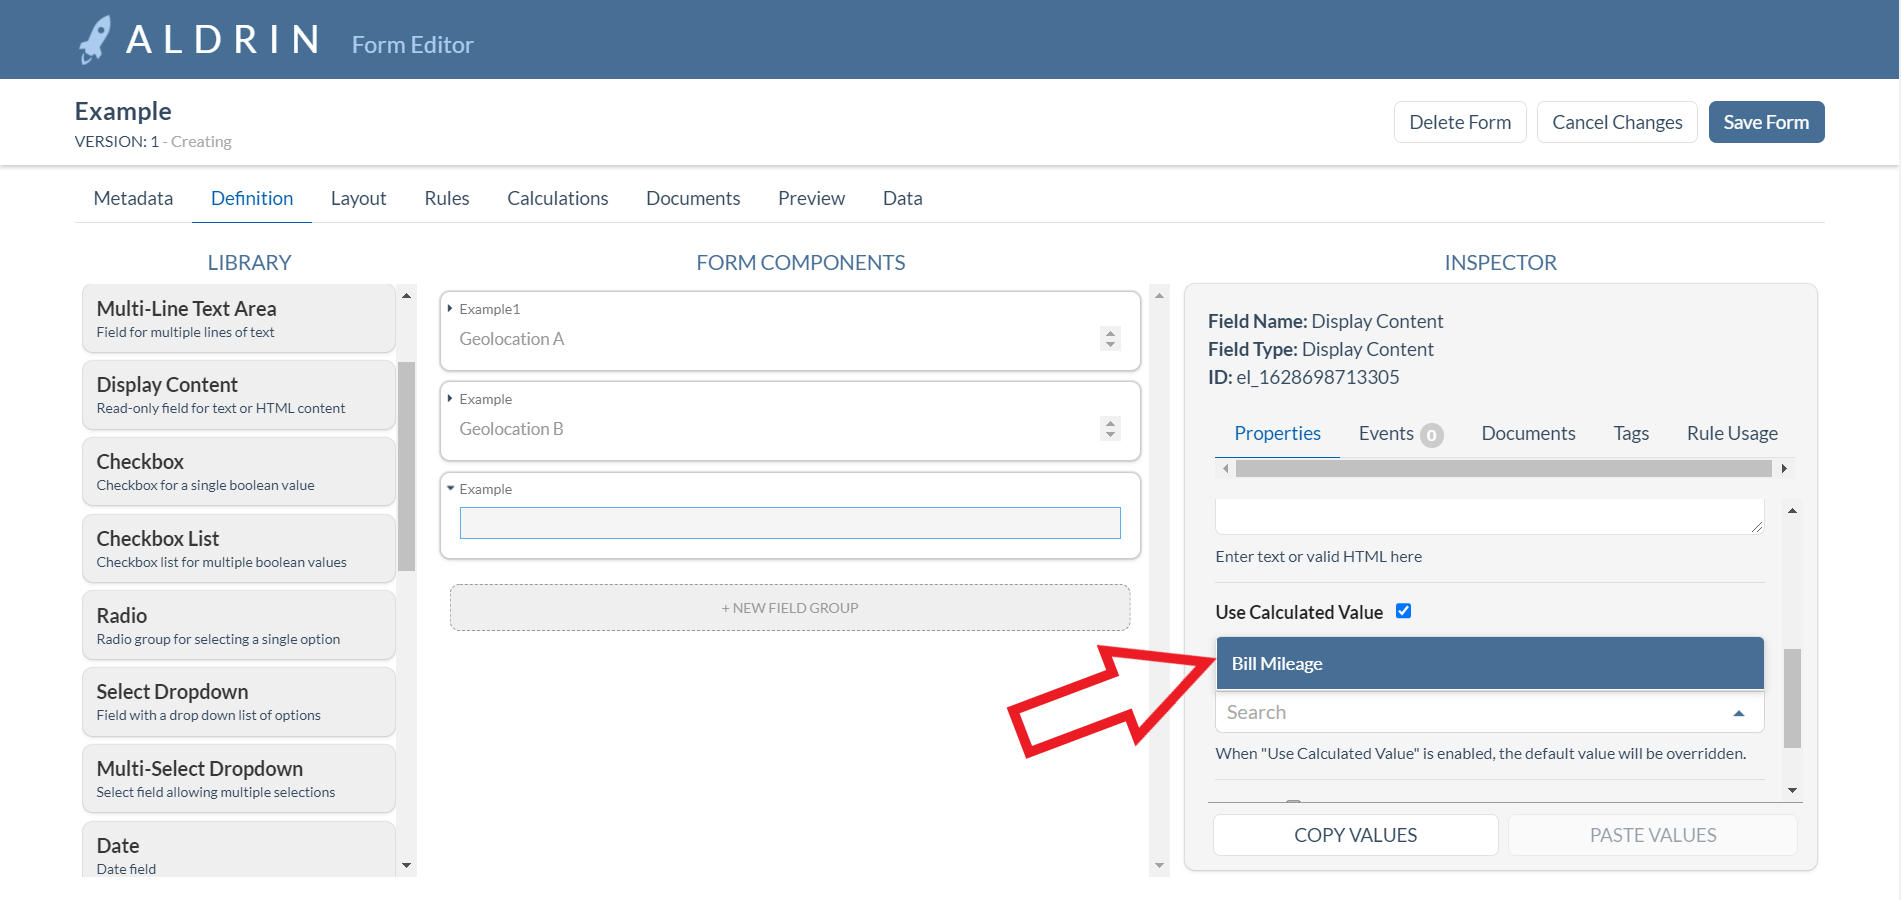 ALDRIN Form Editor
Example
VERSION: 1 - Creating
Delete Form
Cancel Changes
Save Form
Metadata
Definition
Layout
Rules
Calculations
Documents
Preview
Data
LIBRARY
Multi-Line Text Area
Field for multiple lines of text
Display Content
Read-only field for text or HTML content
Checkbox
Checkbox for a single boolean value
Checkbox List
Checkbox list for multiple boolean values
Radio
Radio group for selecting a single option
Select Dropdown
Field with a drop down list of options
Multi-Select Dropdown
Select field allowing multiple selections
Date
Date field
FORM COMPONENTS
Example1
Geolocation A
Example
Geolocation B
Example
+ NEW FIELD GROUP
INSPECTOR
Field Name: Display Content
Field Type: Display Content
ID: el_1628698713305
Properties
Events 0
Documents
Tags
Rule Usage
Enter text or valid HTML here
Use Calculated Value
Bill Mileage
Search
When "Use Calculated Value" is enabled, the default value will be overridden.
COPY VALUES
PASTE VALUES